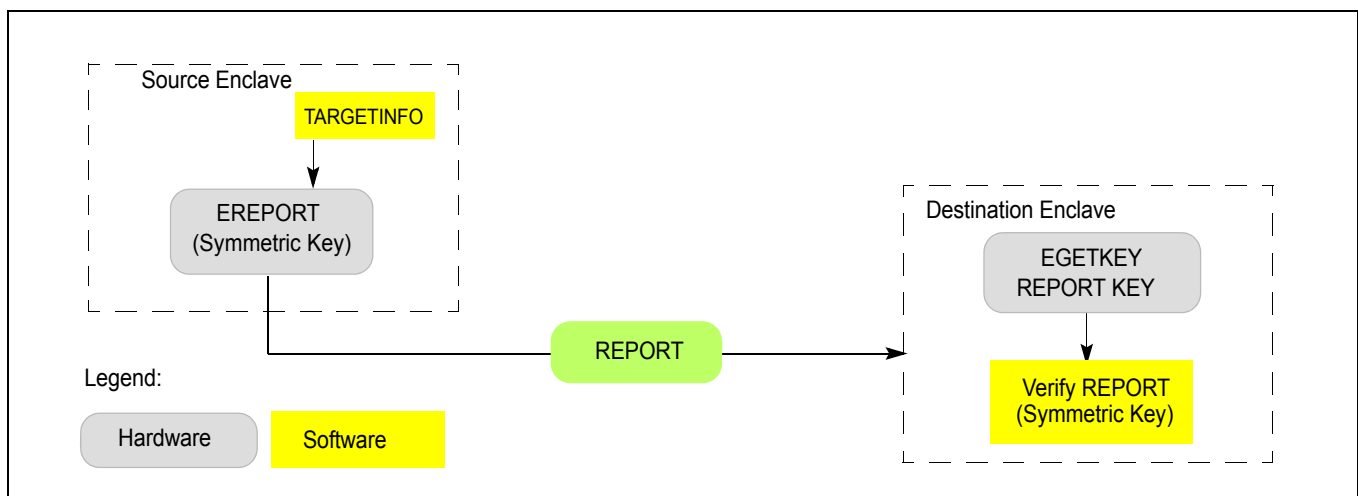 Source Enclave
TARGETINFO
EREPORT
(Symmetric Key)
Destination Enclave
EGETKEY
REPORT KEY
REPORT
Verify REPORT
(Symmetric Key)
Legend:
Hardware
Software